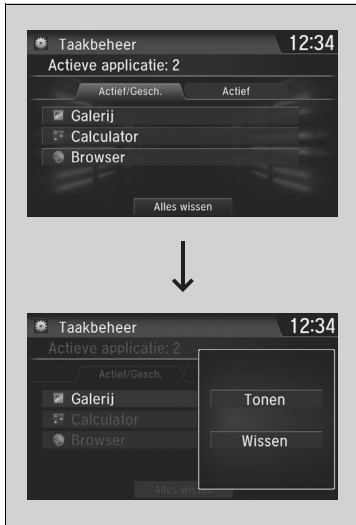 Taakbeheer 12:34
Actieve applicatie: 2
Actief/Gesch. Actief
Galerij
Calculator
Browser
Alles wissen
Taakbeheer 12:34
Actieve applicatie: 2
Actief/Gesch.
Galerij Tonen
Calculator
Browser Wissen
Alles wissen